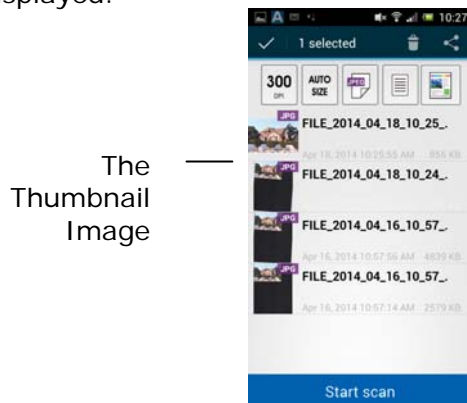 displayed.
10:27
1 selected
300
DPI
AUTO
SIZE
JPEG
JPG
FILE_2014_04_18_10_25_.
Apr 18, 2014 10:25:55 AM 856 KB
JPG
FILE_2014_04_18_10_24_.
JPG
FILE_2014_04_16_10_57_.
Apr 16, 2014 10:57:56 AM 4839 KB
JPG
FILE_2014_04_16_10_57_.
Apr 16, 2014 10:57:14 AM 2579 KB
The
Thumbnail
Image
Start scan